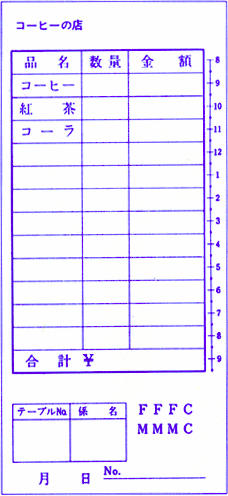 コーヒーの店
品 名 数量 金 額
コーヒー
紅 茶
コーラ
合 計 ¥
8
9
10
11
12
1
2
3
4
5
6
7
8
9
テーブルNo. 係 名
F F F C
M M M C
月 日 No.